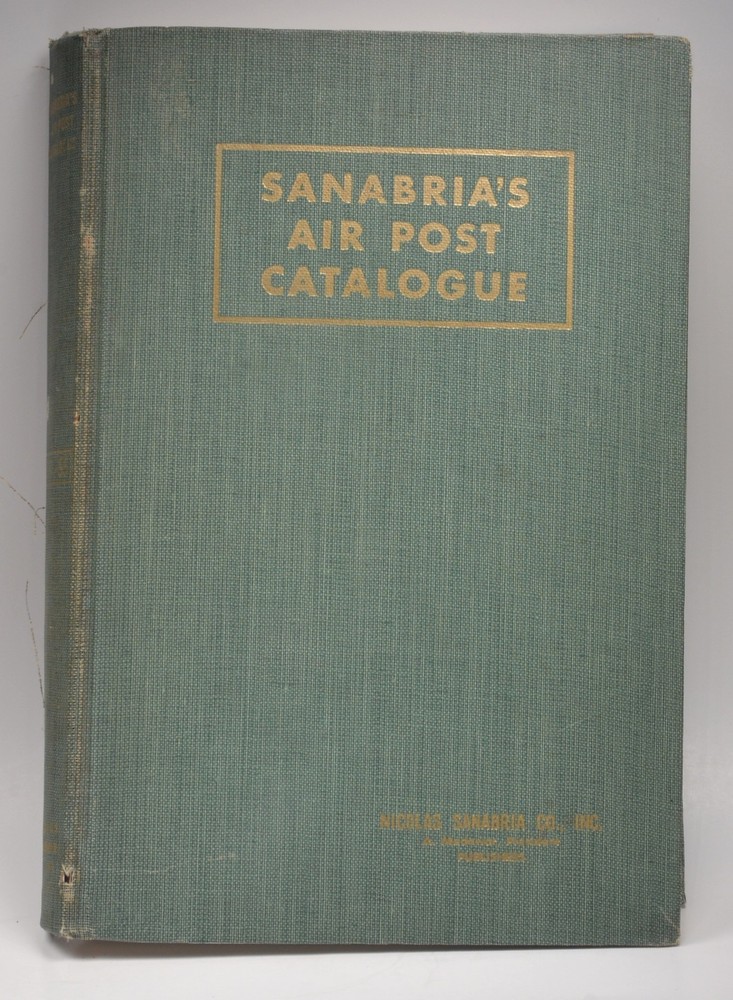 SANABRIA'S
AIR POST
CATALOGUE
NICOLAS SANABRIA CO., INC.
PUBLISHERS